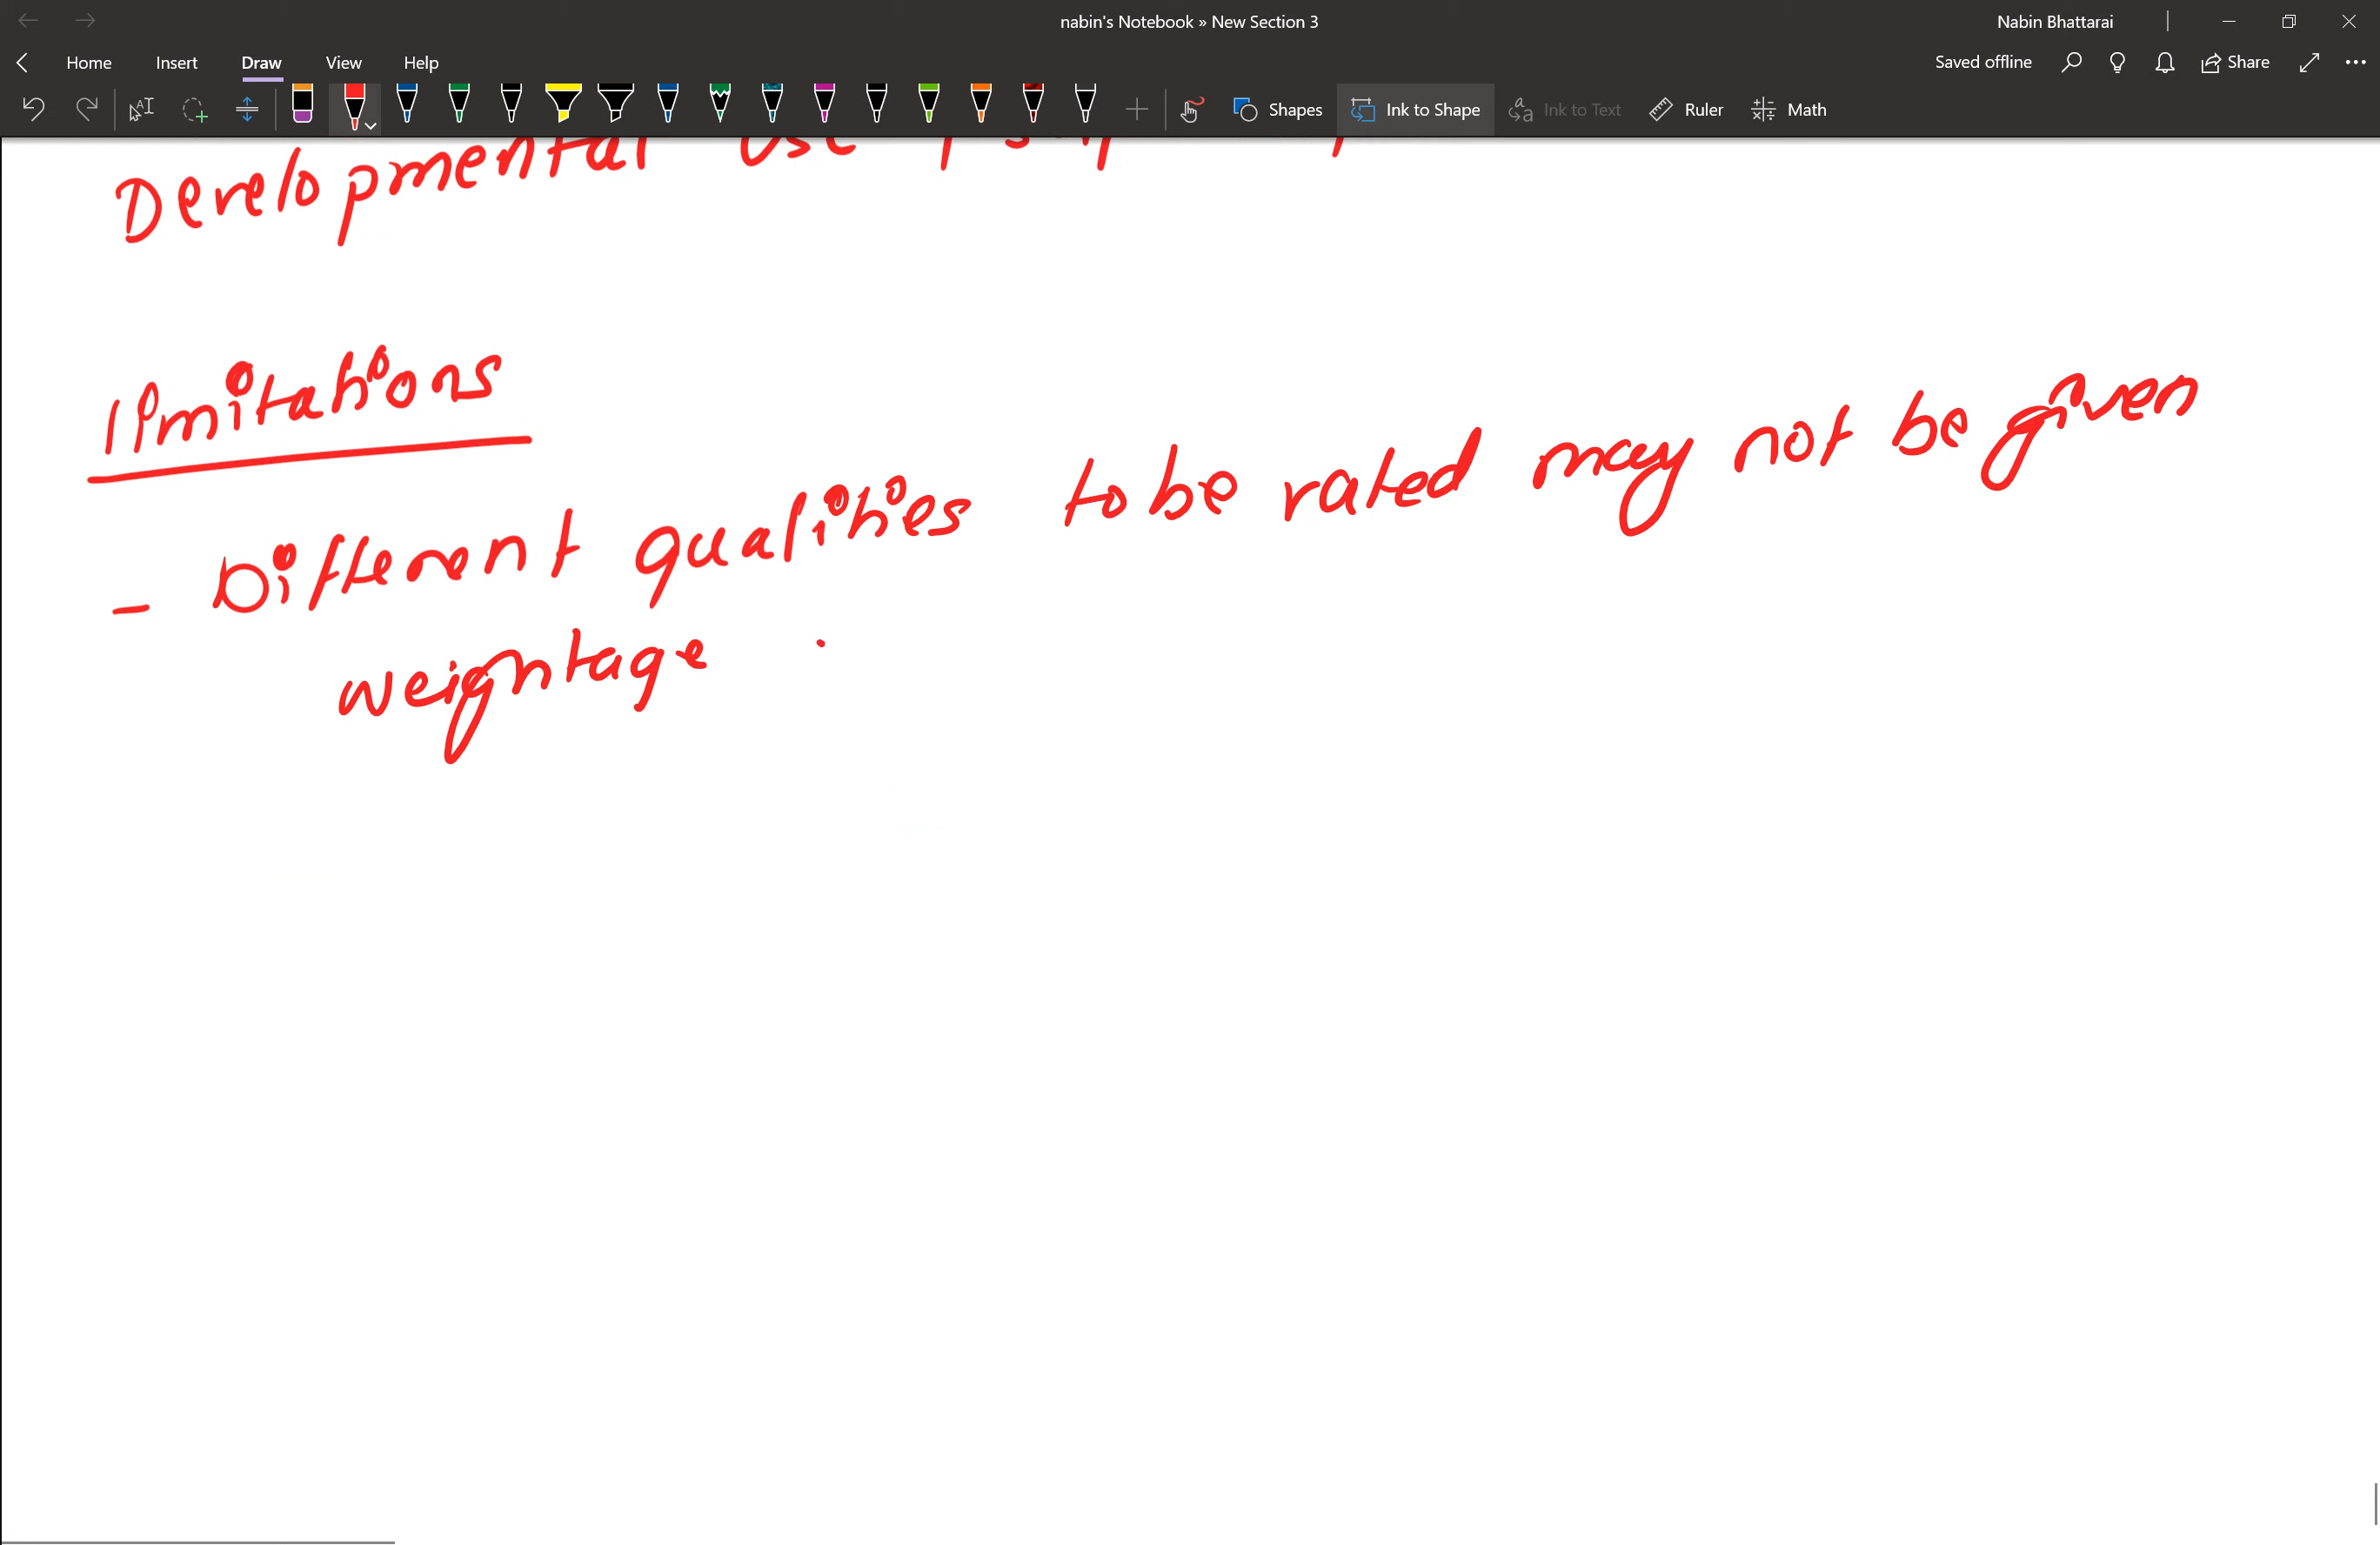 nabin's Notebook » New Section 3
Nabin Bhattarai
Home Insert Draw View Help
Saved offline Share
Shapes Ink to Shape Ink to Text Ruler Math
Developmental use
limitations
- Different qualities to be rated may not be given
weightage .